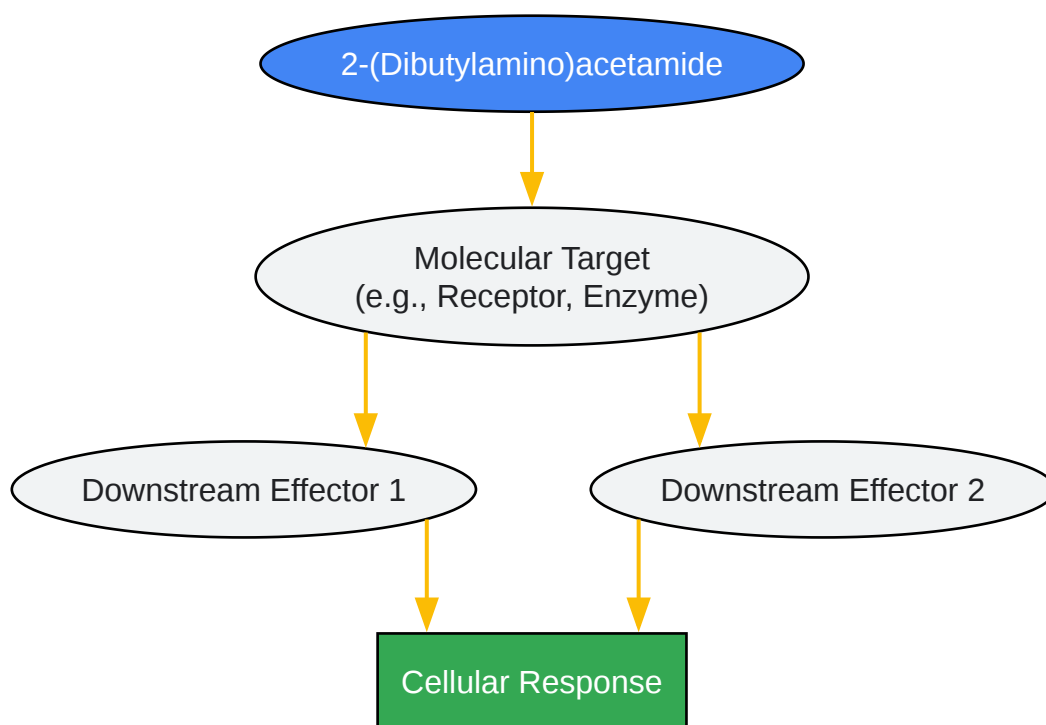 2-(Dibutylamino)acetamide
Molecular Target
(e.g., Receptor, Enzyme)
Downstream Effector 1
Downstream Effector 2
Cellular Response